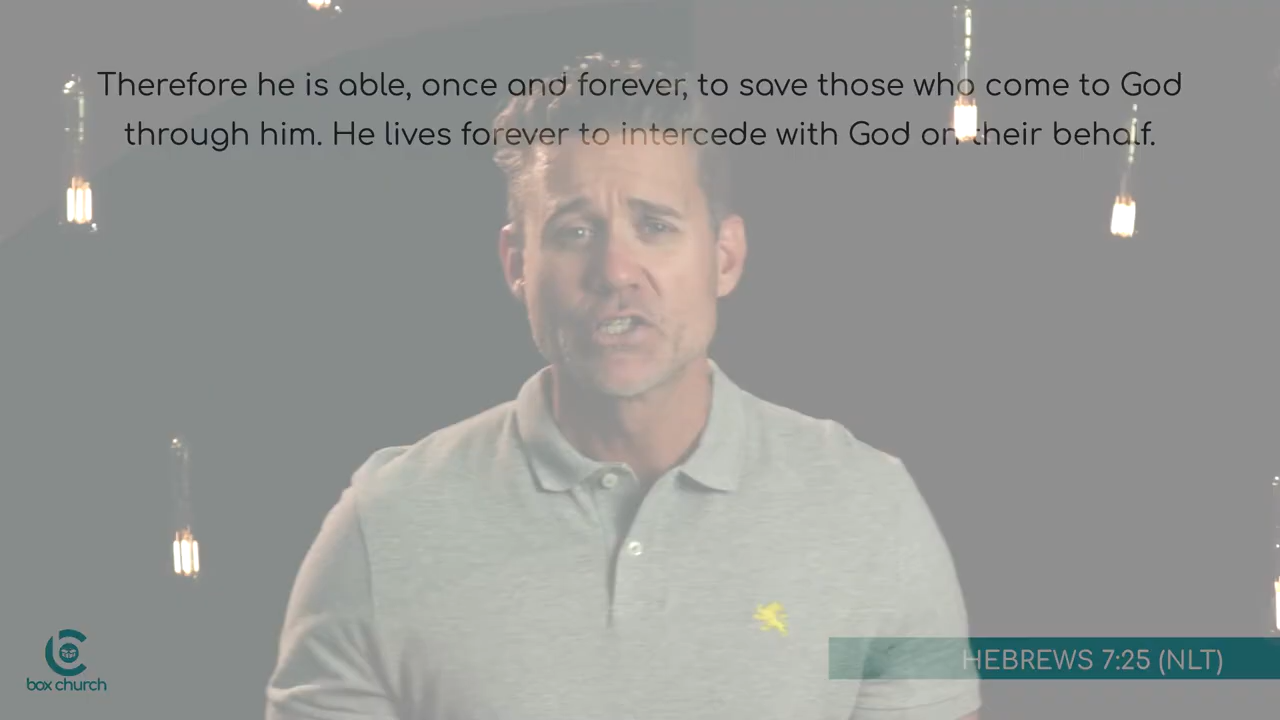 Therefore he is able, once and forever, to save those who come to God
through him. He lives forever to intercede with God on their behalf.
HEBREWS 7:25 (NLT)
box church